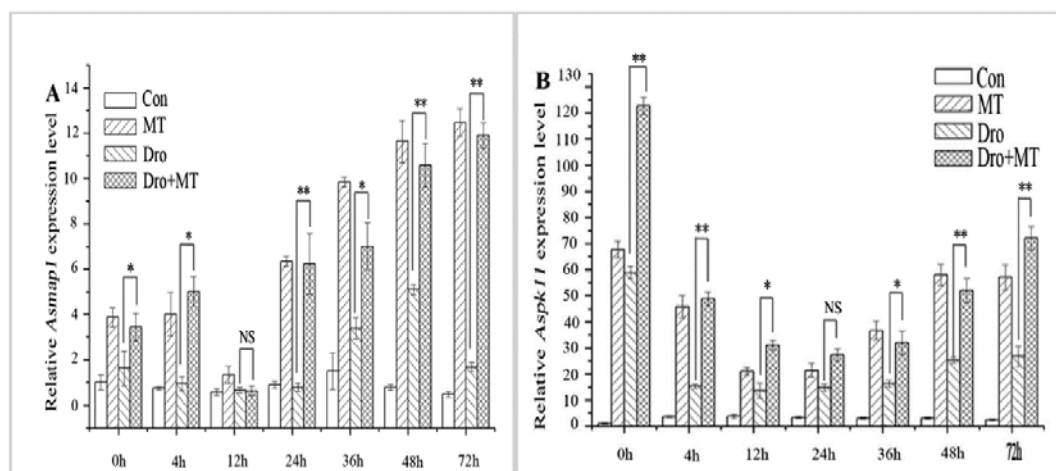 A
Relative Asmap1 expression level
14
12
10
8
6
4
2
0
Con
MT
Dro
Dro+MT
*
*
NS
**
*
**
**
0h 4h 12h 24h 36h 48h 72h
B
Relative Aspk11 expression level
130
120
110
100
90
80
70
60
50
40
30
20
10
0
Con
MT
Dro
Dro+MT
**
**
*
NS
*
**
**
0h 4h 12h 24h 36h 48h 72h